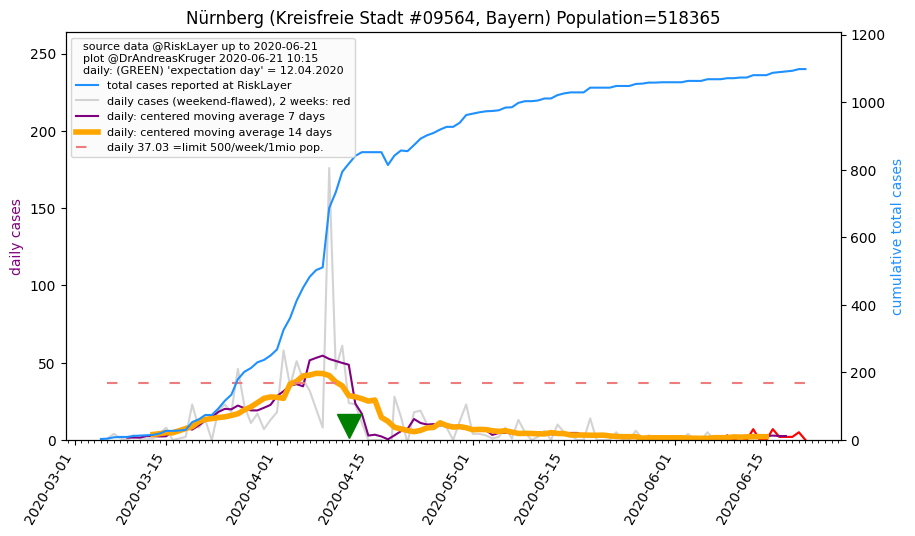 Nürnberg (Kreisfreie Stadt #09564, Bayern) Population=518365
source data @RiskLayer up to 2020-06-21
plot @DrAndreasKruger 2020-06-21 10:15
daily: (GREEN) 'expectation day' = 12.04.2020
total cases reported at RiskLayer
daily cases (weekend-flawed), 2 weeks: red
daily: centered moving average 7 days
daily: centered moving average 14 days
daily 37.03 =limit 500/week/1mio pop.
daily cases
250
200
150
100
50
0
cumulative total cases
1200
1000
800
600
400
200
0
2020-03-01
2020-03-15
2020-04-01
2020-04-15
2020-05-01
2020-05-15
2020-06-01
2020-06-15